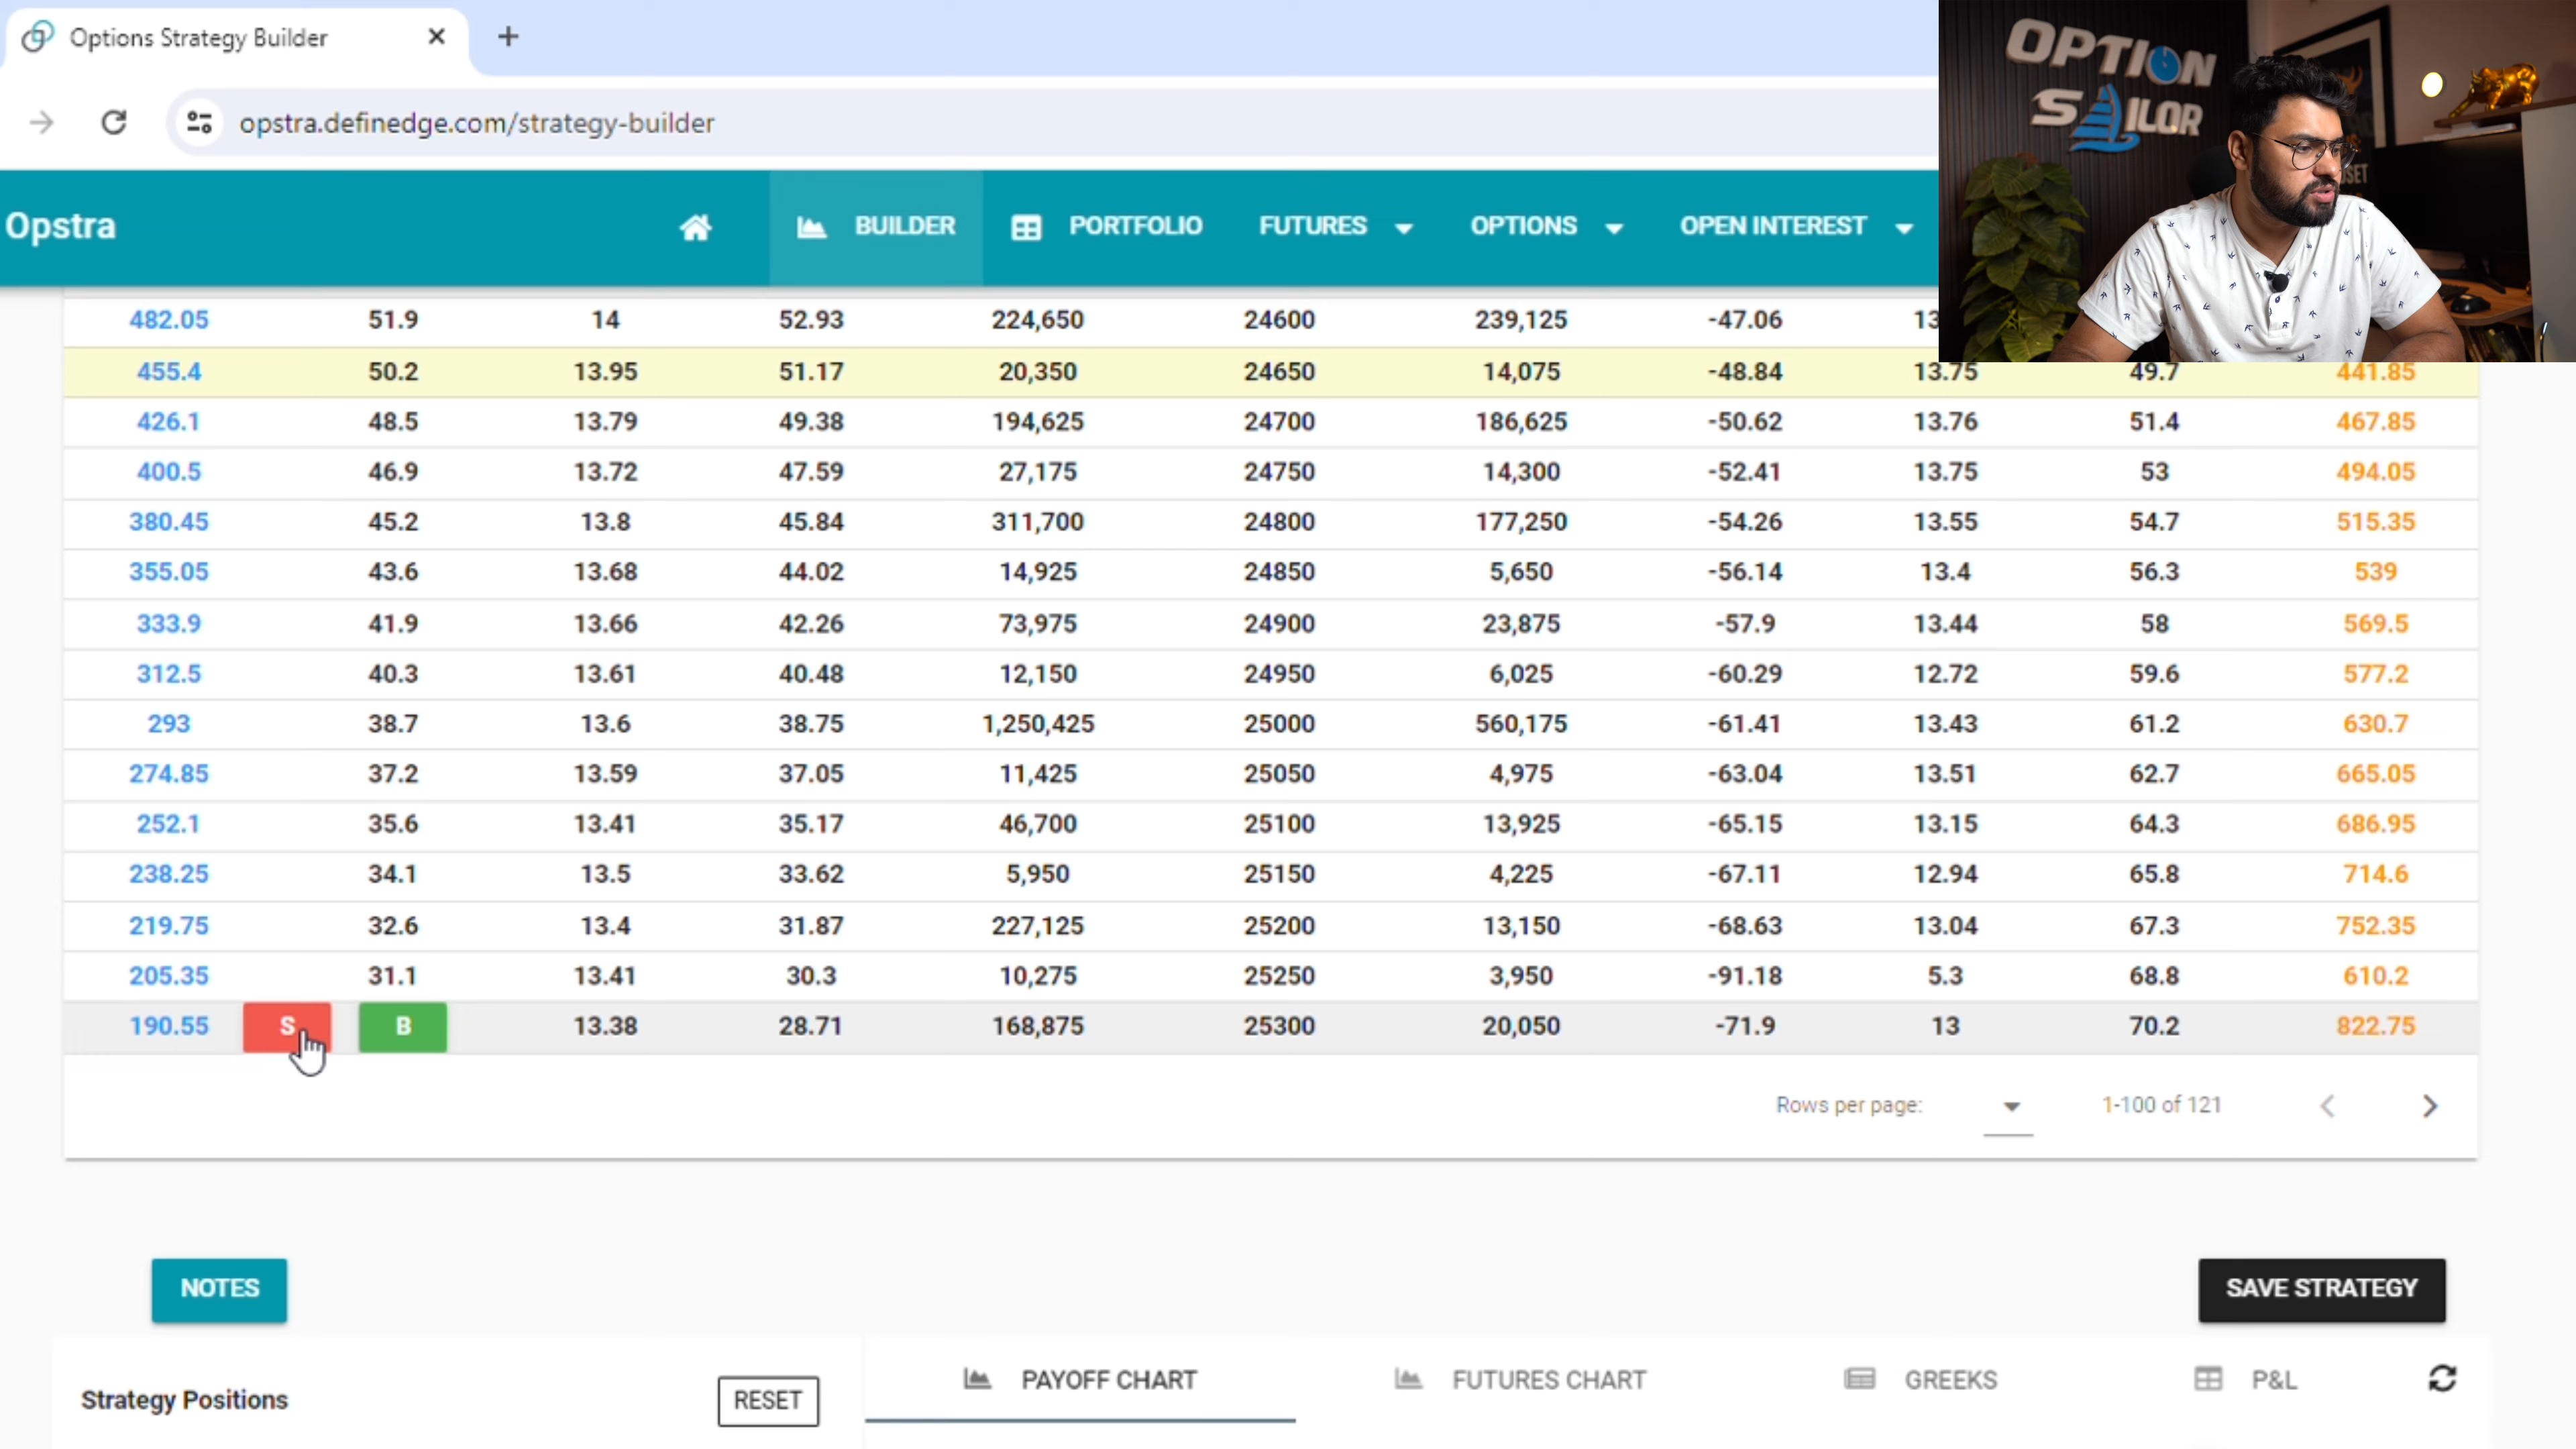 Options Strategy Builder
opstra.definedge.com/strategy-builder
OPTION
SAILOR
Opstra BUILDER PORTFOLIO FUTURES OPTIONS OPEN INTEREST
482.05 51.9 14 52.93 224,650 24600 239,125 -47.06 13
455.4 50.2 13.95 51.17 20,350 24650 14,075 -48.84 13.75 49.7 441.85
426.1 48.5 13.79 49.38 194,625 24700 186,625 -50.62 13.76 51.4 467.85
400.5 46.9 13.72 47.59 27,175 24750 14,300 -52.41 13.75 53 494.05
380.45 45.2 13.8 45.84 311,700 24800 177,250 -54.26 13.55 54.7 515.35
355.05 43.6 13.68 44.02 14,925 24850 5,650 -56.14 13.4 56.3 539
333.9 41.9 13.66 42.26 73,975 24900 23,875 -57.9 13.44 58 569.5
312.5 40.3 13.61 40.48 12,150 24950 6,025 -60.29 12.72 59.6 577.2
293 38.7 13.6 38.75 1,250,425 25000 560,175 -61.41 13.43 61.2 630.7
274.85 37.2 13.59 37.05 11,425 25050 4,975 -63.04 13.51 62.7 665.05
252.1 35.6 13.41 35.17 46,700 25100 13,925 -65.15 13.15 64.3 686.95
238.25 34.1 13.5 33.62 5,950 25150 4,225 -67.11 12.94 65.8 714.6
219.75 32.6 13.4 31.87 227,125 25200 13,150 -68.63 13.04 67.3 752.35
205.35 31.1 13.41 30.3 10,275 25250 3,950 -91.18 5.3 68.8 610.2
190.55 S B 13.38 28.71 168,875 25300 20,050 -71.9 13 70.2 822.75
Rows per page: 1-100 of 121
NOTES SAVE STRATEGY
Strategy Positions RESET PAYOFF CHART FUTURES CHART GREEKS P&L